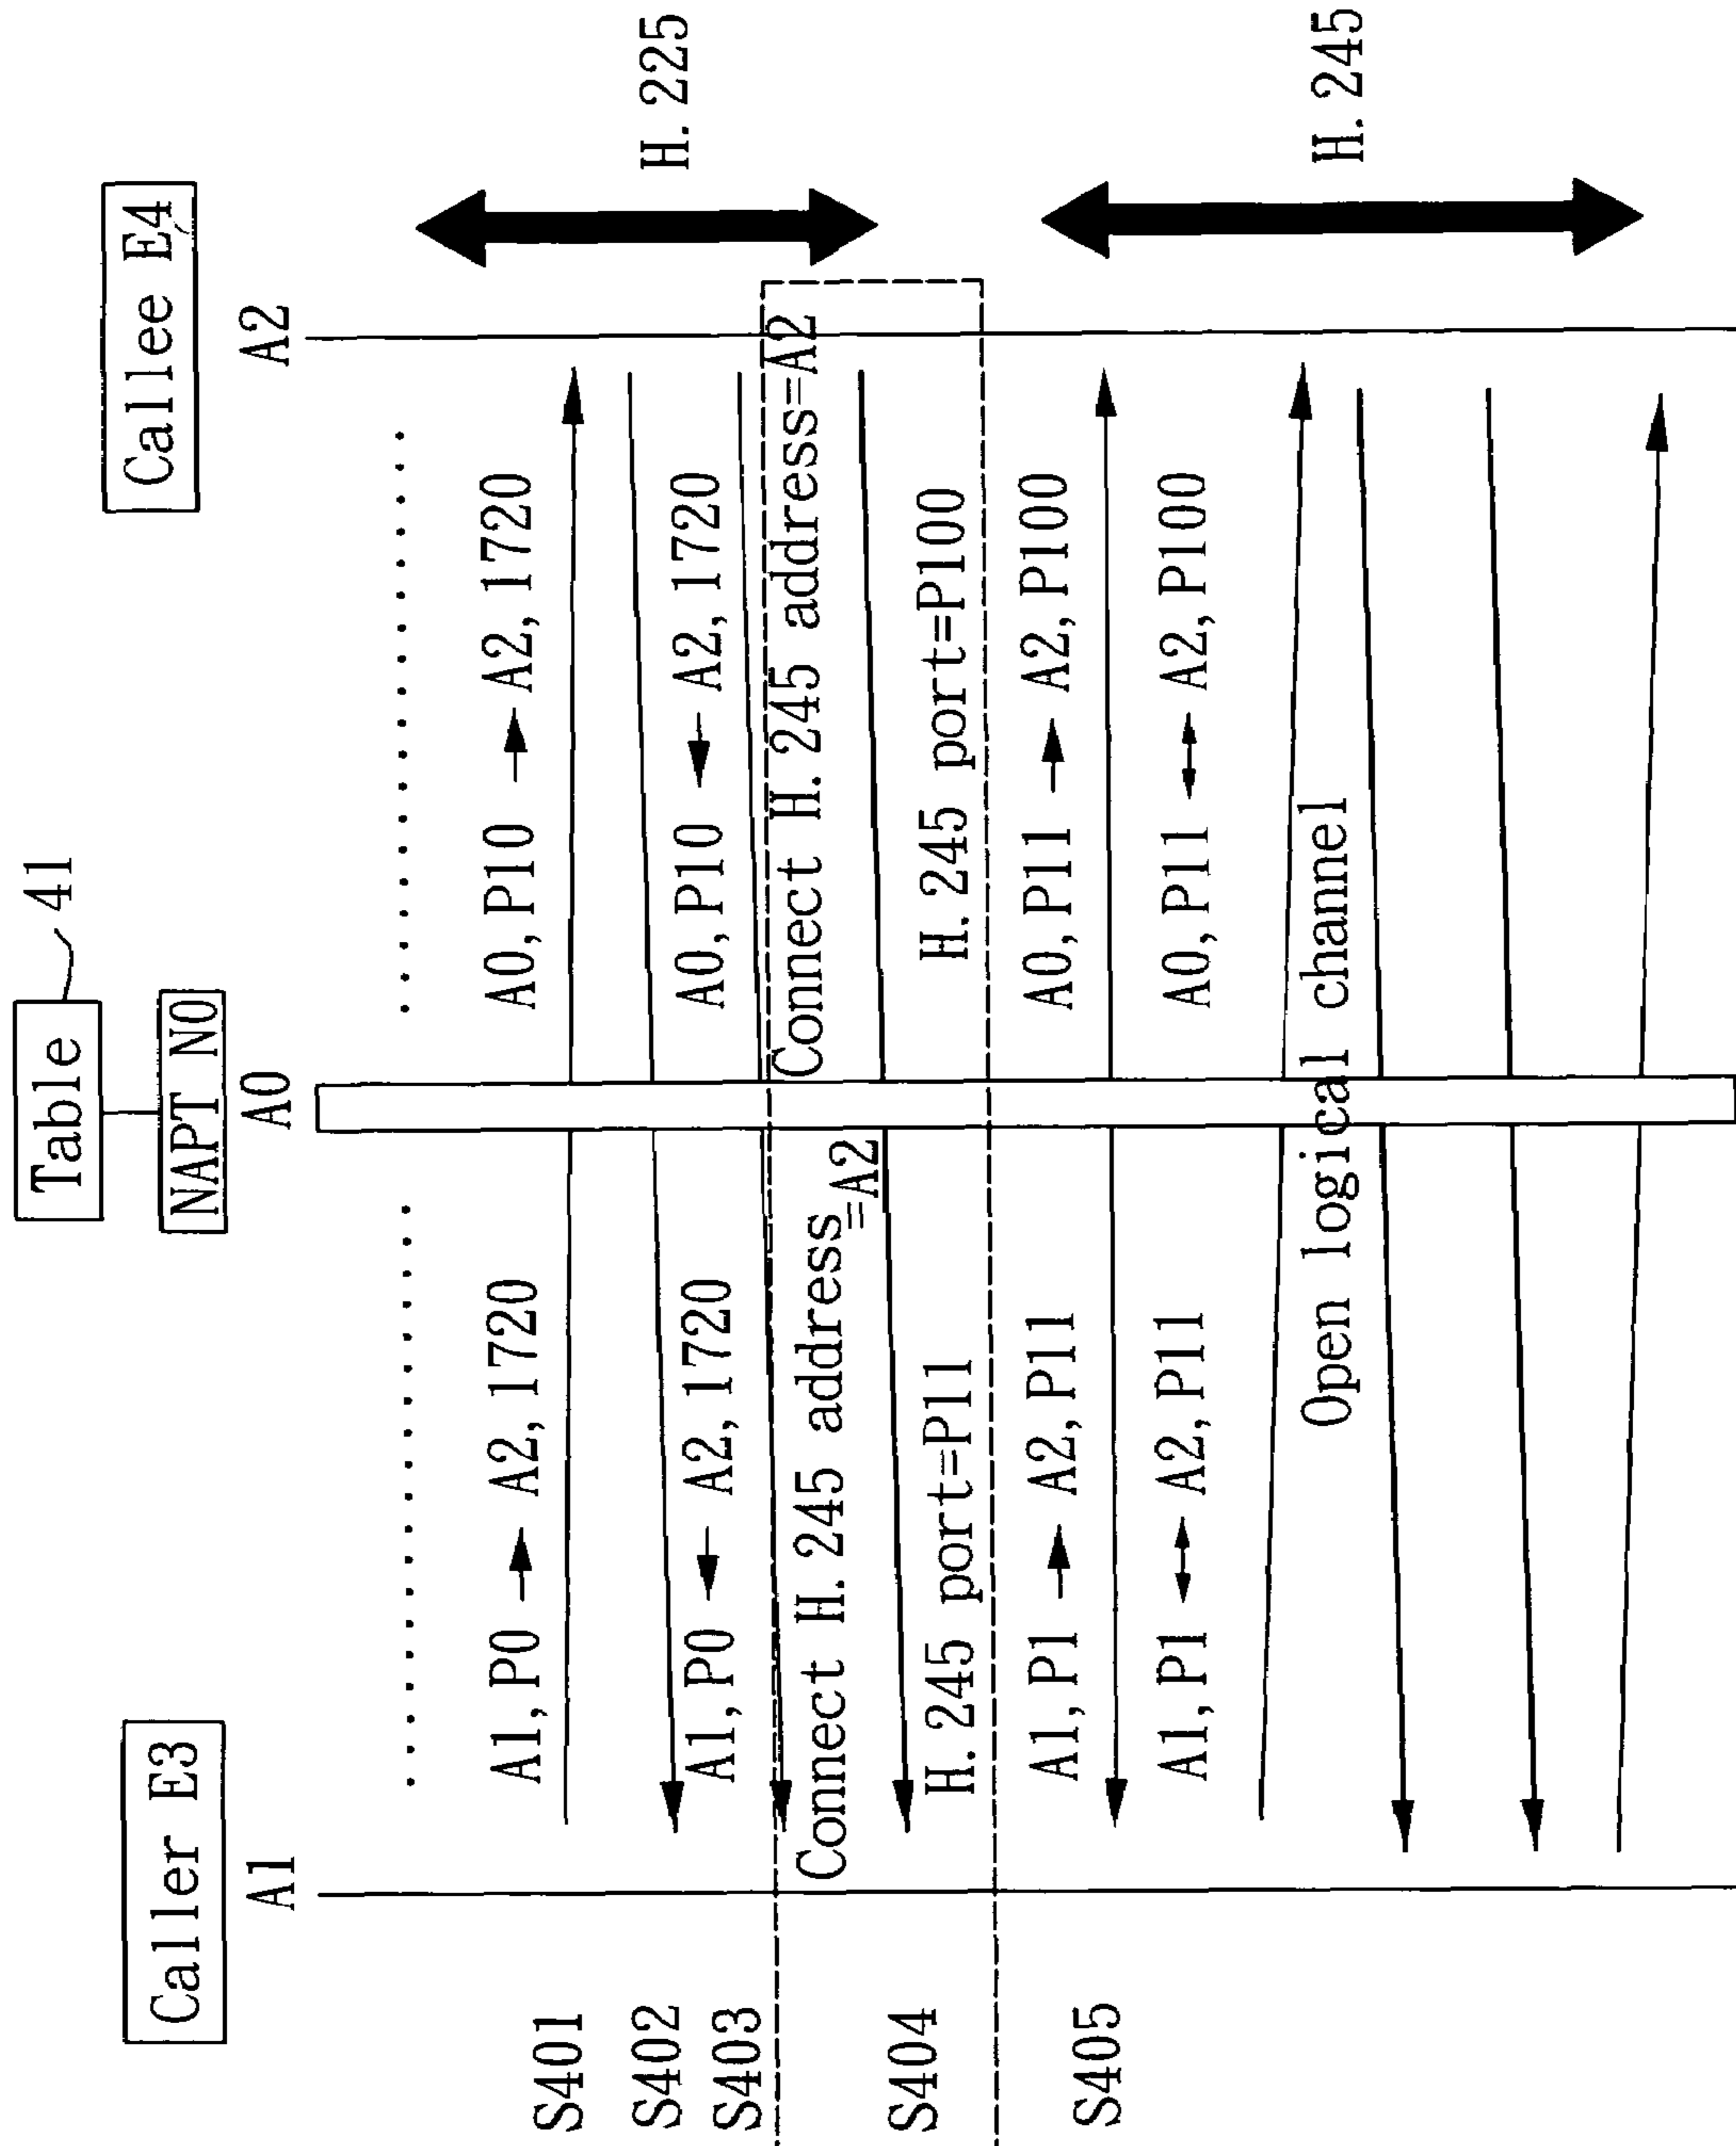 Table 41
Caller E3
NAPT N0
Callee E4
A1
A0
A2
A1,P0 → A2,1720
A0,P10 → A2,1720
S401
S402
A1,P0 ← A2,1720
A0,P10 ← A2,1720
S403
Connect H.245 address
=A2
Connect H.245 address=A2
S404
H.245 port=P11
H.245 port=P100
H.225
A1,P1 → A2,P11
A0,P11 → A2,P100
S405
A1,P1 ↔ A2,P11
A0,P11 ↔ A2,P100
Open logical channel
H.245